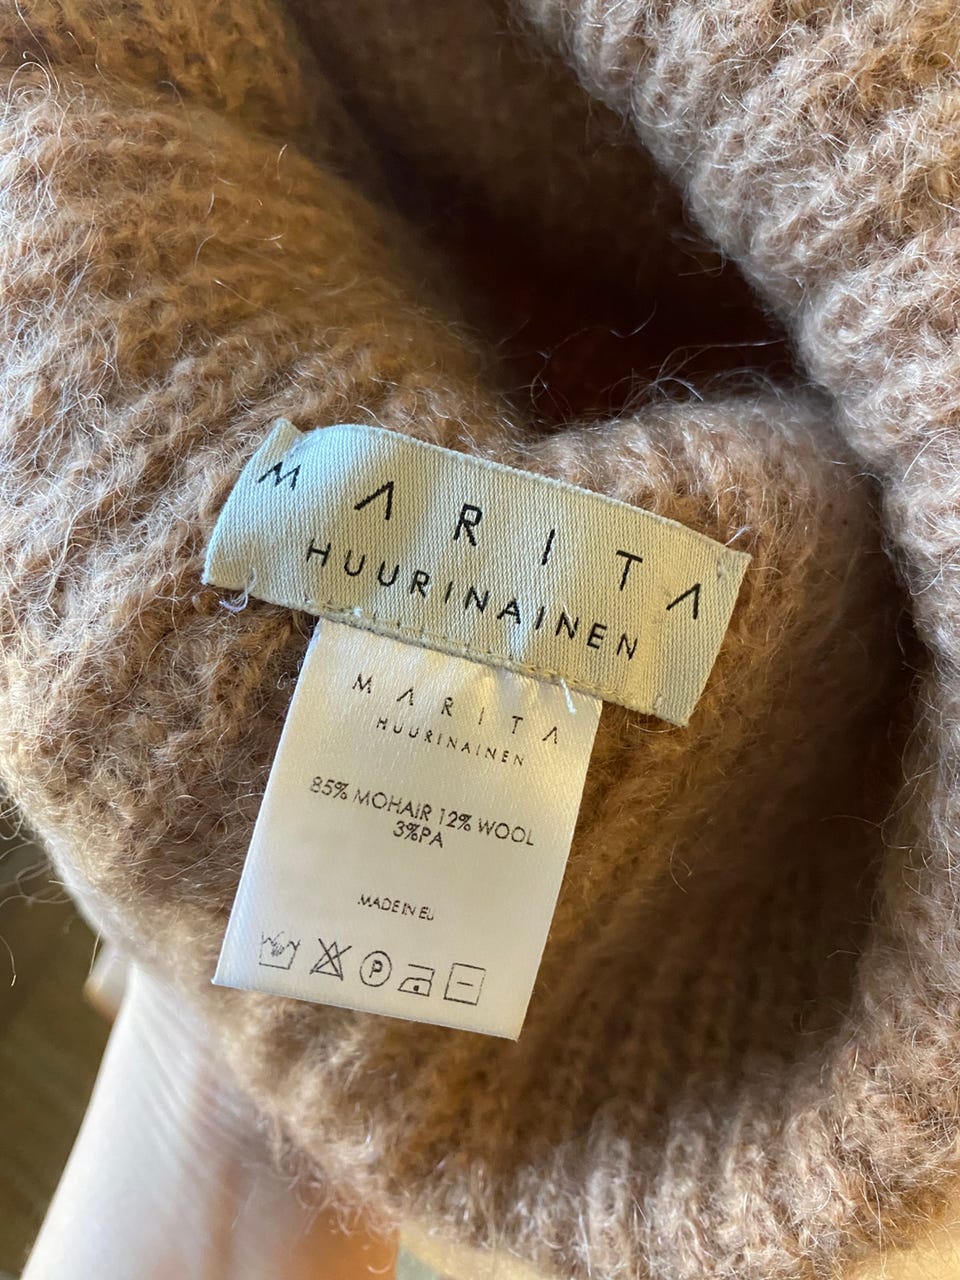 MARITA
HUURINAINEN
MARITA
HUURINAINEN
85% MOHAIR 12% WOOL
3%PA
MADE IN EU
P